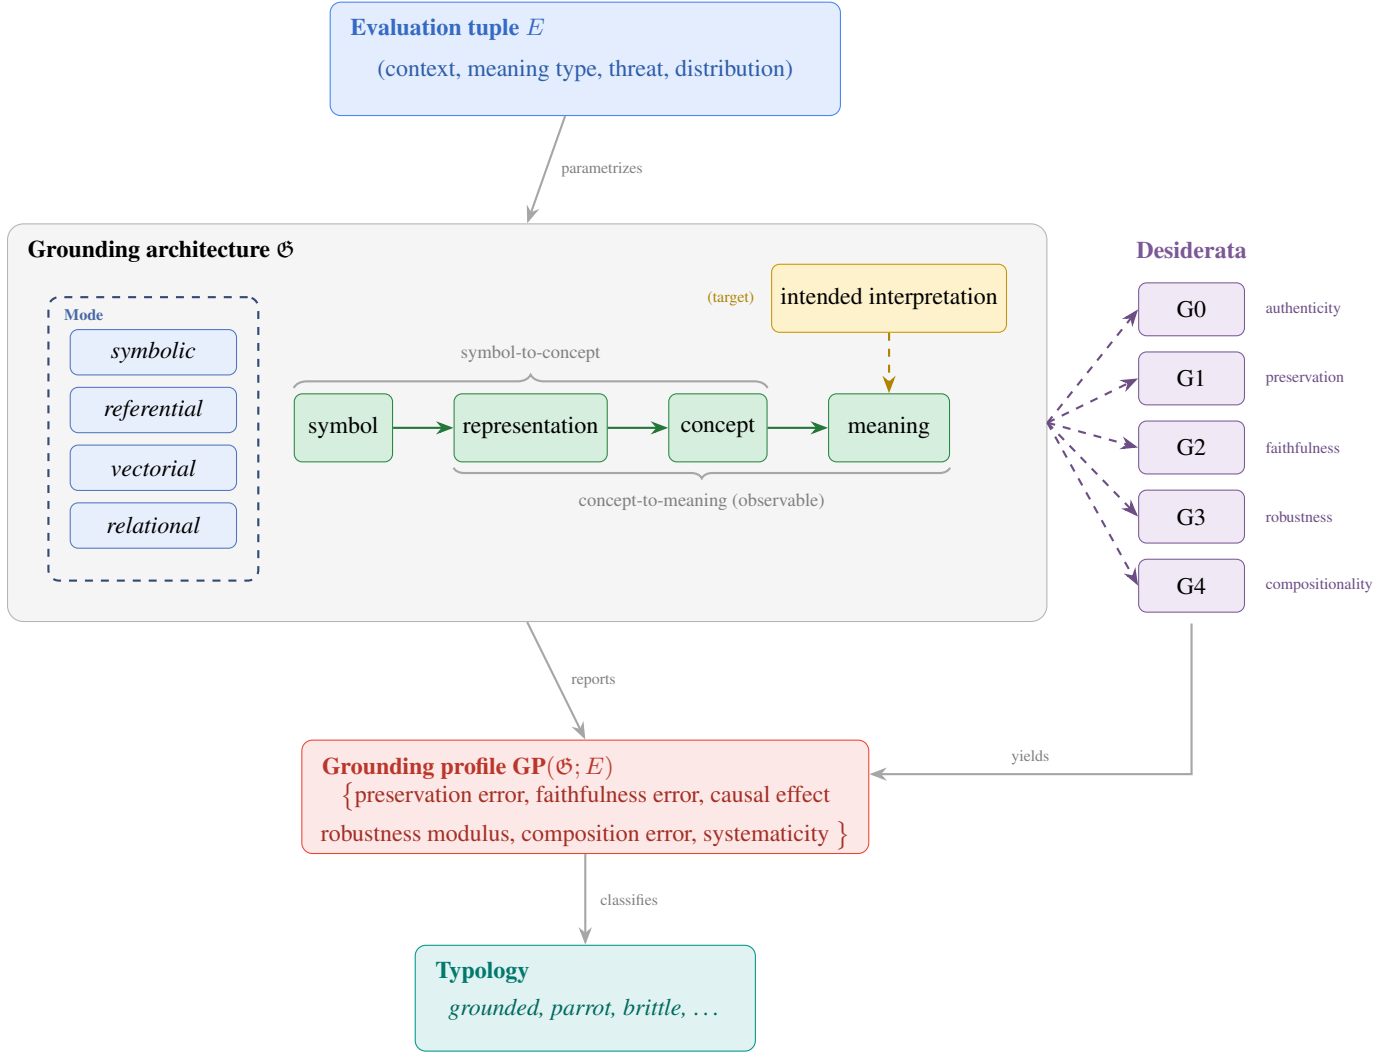 Evaluation tuple E
(context, meaning type, threat, distribution)
parametrizes
Grounding architecture 𝔊
Mode
symbolic
referential
vectorial
relational
(target)
intended interpretation
symbol-to-concept
symbol
representation
concept
meaning
concept-to-meaning (observable)
Desiderata
G0
authenticity
G1
preservation
G2
faithfulness
G3
robustness
G4
compositionality
reports
yields
Grounding profile GP(𝔊; E)
{preservation error, faithfulness error, causal effect
robustness modulus, composition error, systematicity }
classifies
Typology
grounded, parrot, brittle, …